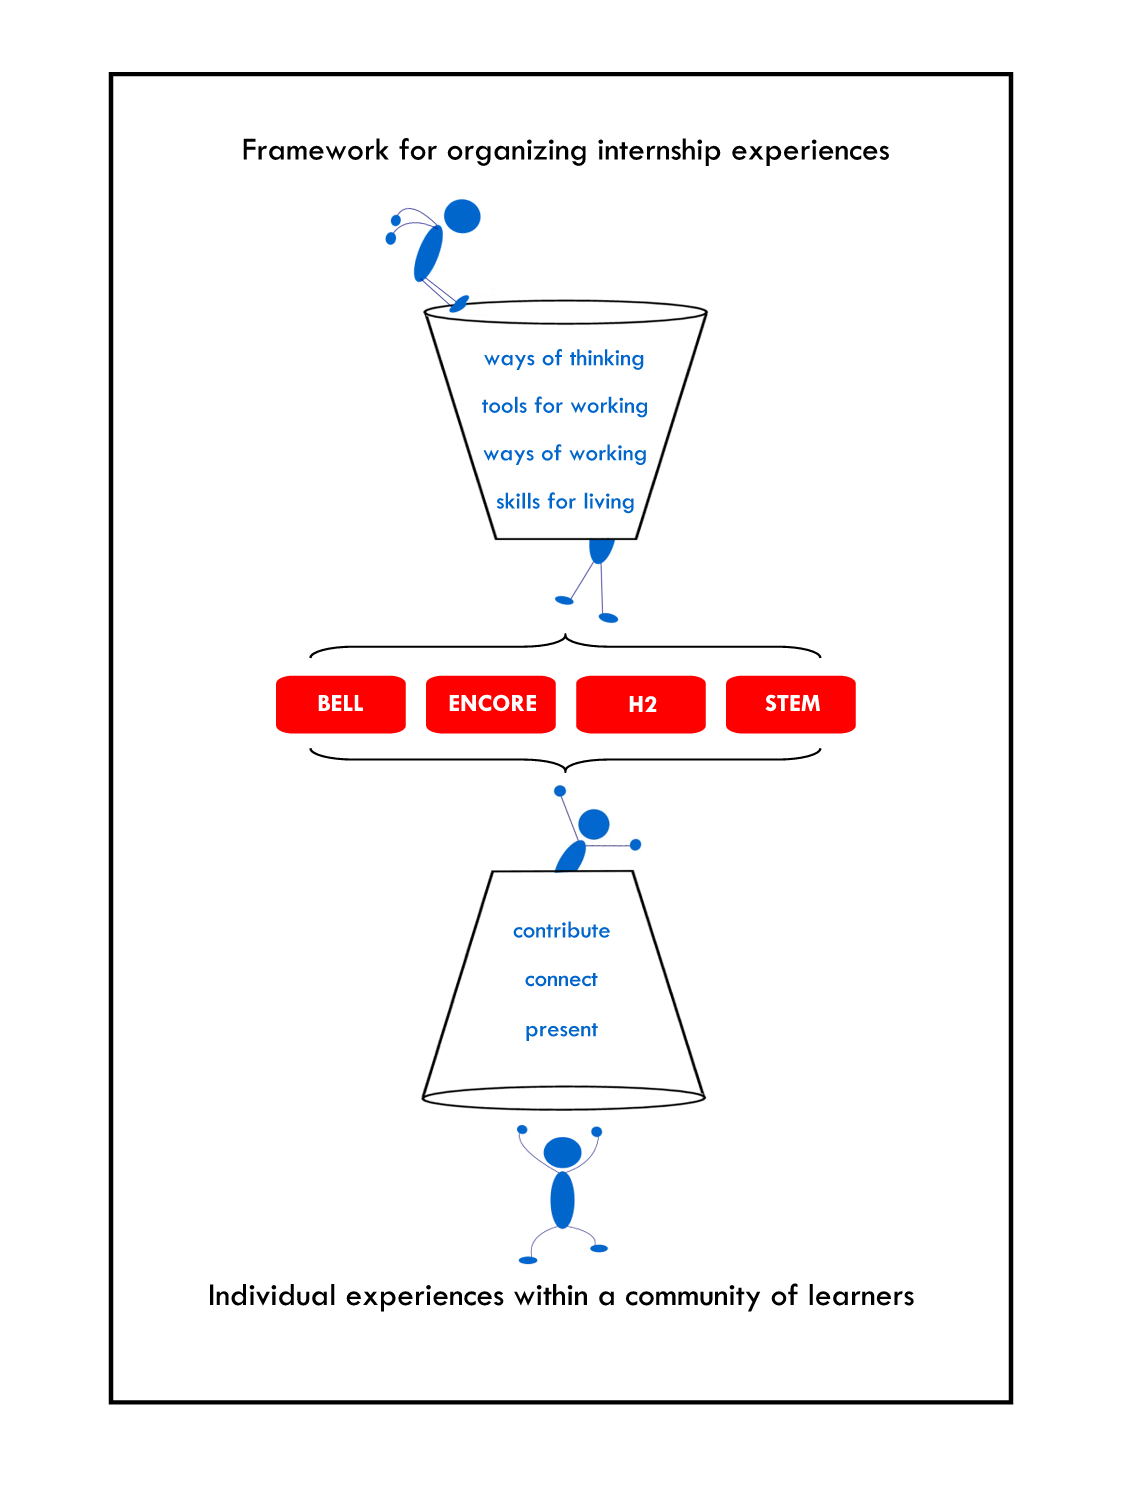 Framework for organizing internship experiences
ways of thinking
tools for working
ways of working
skills for living
BELL
ENCORE
H2
STEM
contribute
connect
present
Individual experiences within a community of learners